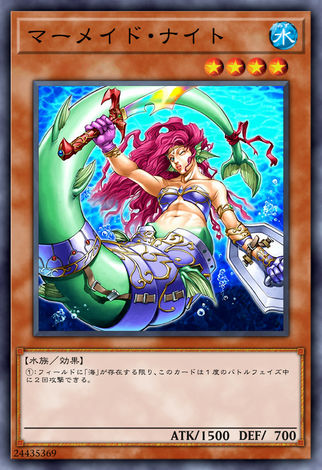 マーメイド・ナイト
水
【水族／効果】
①：フィールドに「海」が存在する限り、このカードは１度のバトルフェイズ中
に２回攻撃できる。
ATK/1500 DEF/ 700
24435369